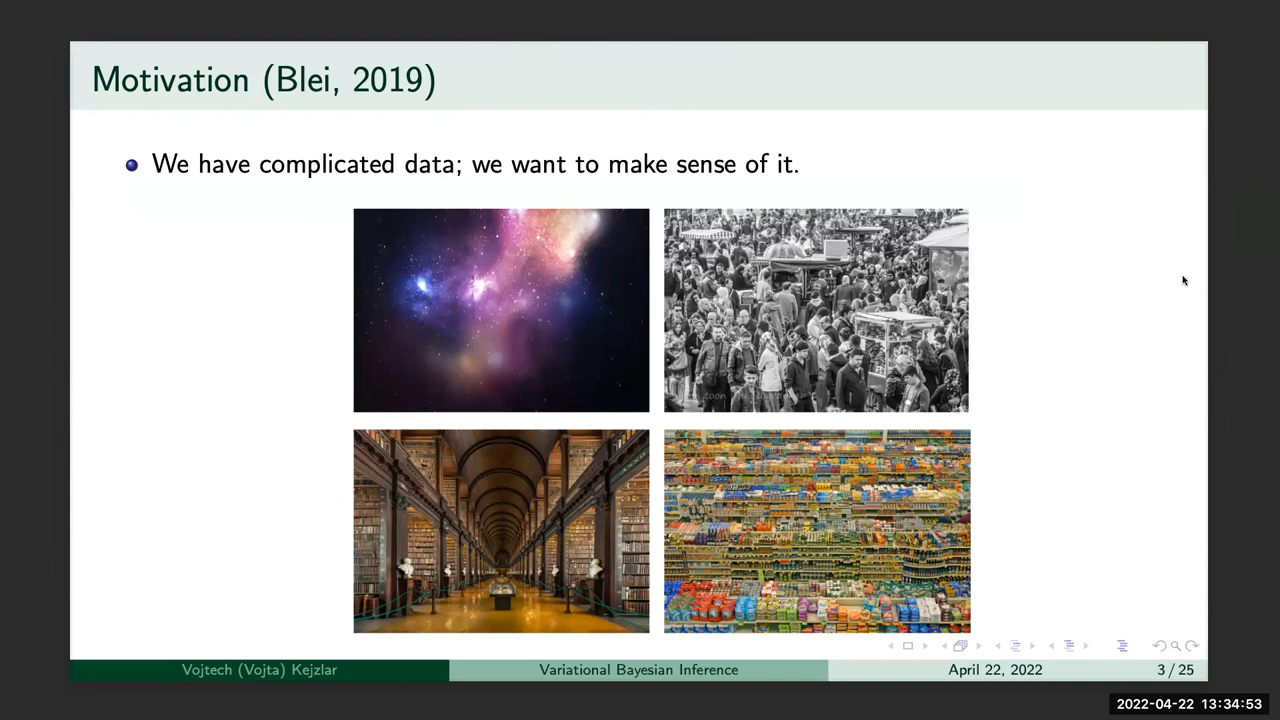 Motivation (Blei, 2019)
We have complicated data; we want to make sense of it.
Vojtech (Vojta) Kejzlar
Variational Bayesian Inference
April 22, 2022
3 / 25
2022-04-22 13:34:53